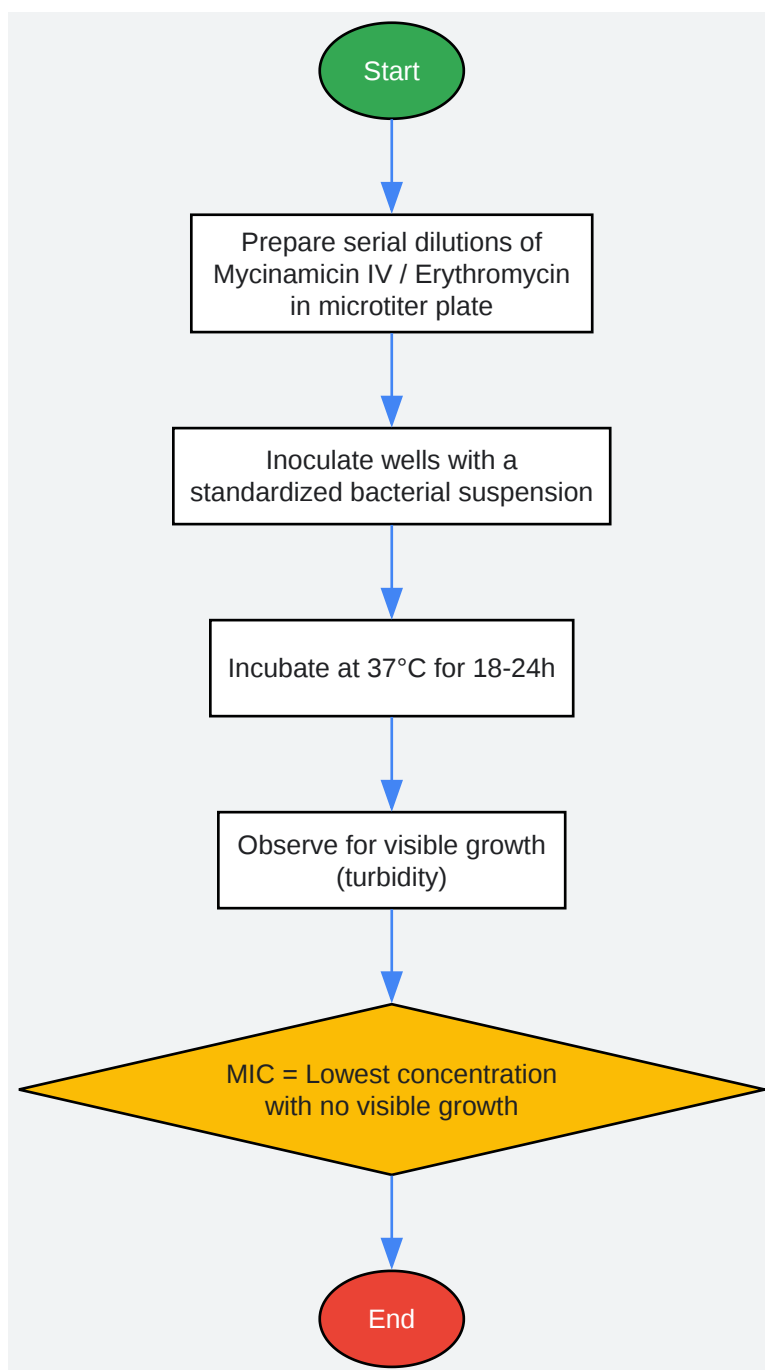 Start
Prepare serial dilutions of
Mycinamicin IV / Erythromycin
in microtiter plate
Inoculate wells with a
standardized bacterial suspension
Incubate at 37°C for 18-24h
Observe for visible growth
(turbidity)
MIC = Lowest concentration
with no visible growth
End